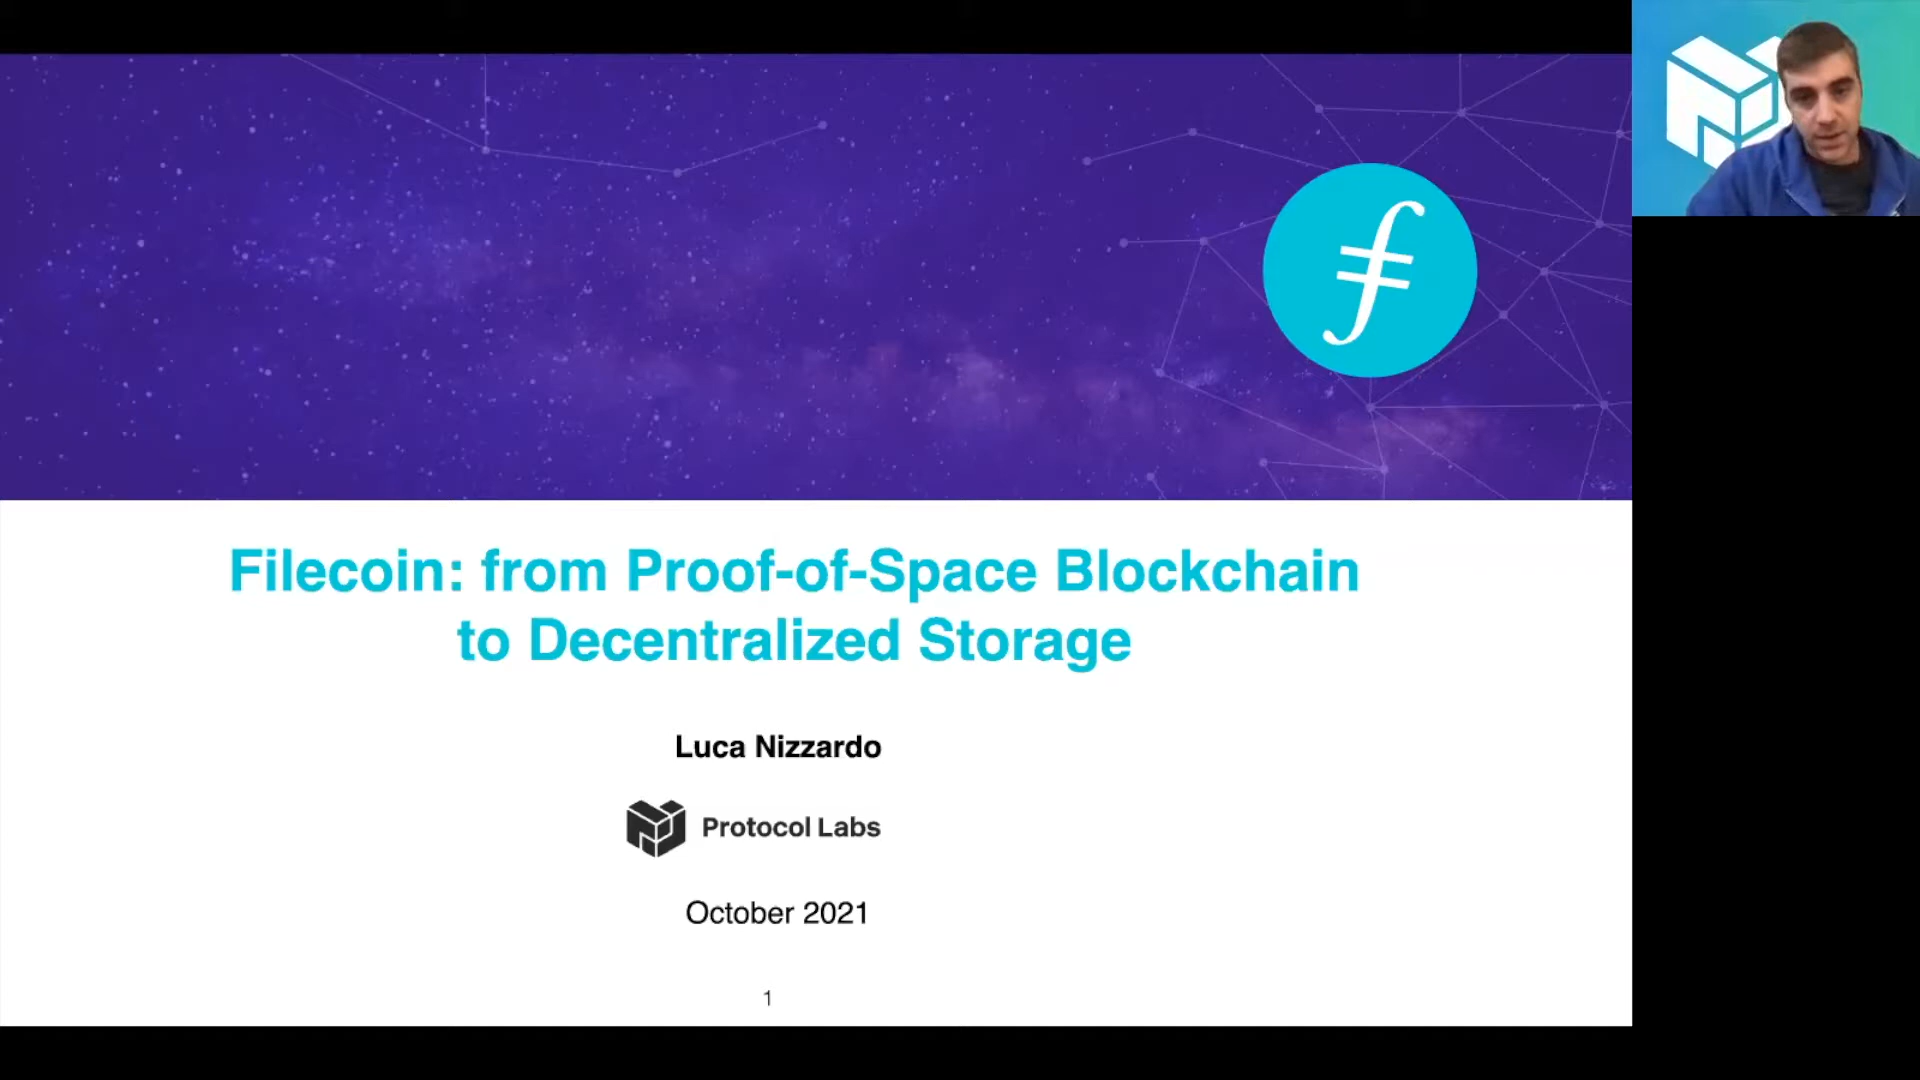 Filecoin: from Proof-of-Space Blockchain
to Decentralized Storage
Luca Nizzardo
Protocol Labs
October 2021
1